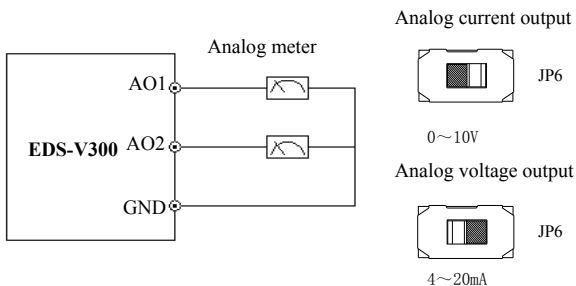 Analog current output
Analog meter
JP6
AO1
0～10V
EDS-V300
AO2
Analog voltage output
GND
JP6
4～20mA